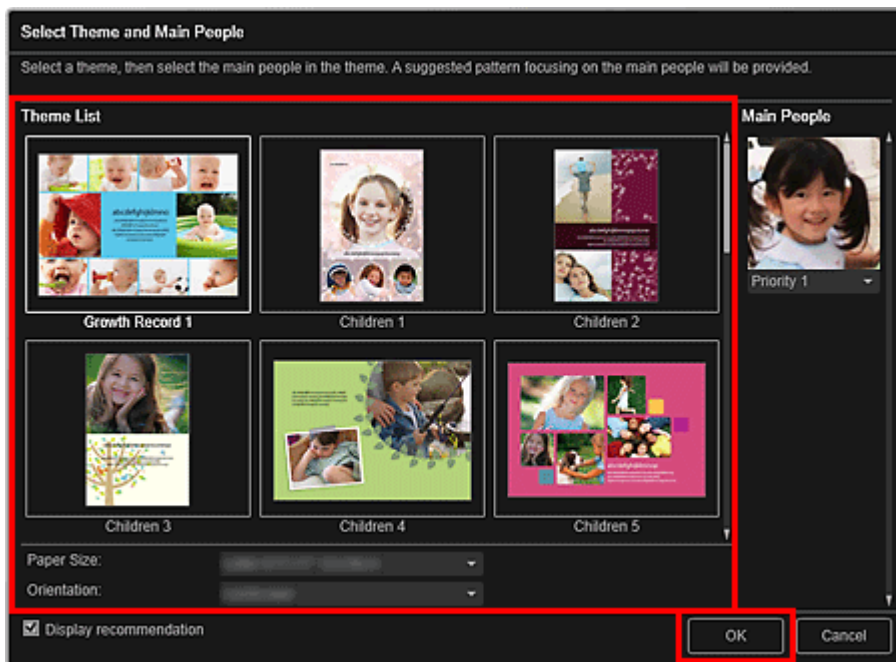 Select Theme and Main People
Select a theme, then select the main people in the theme. A suggested pattern focusing on the main people will be provided.
Theme List
Main People
Growth Record 1
Children 1
Children 2
Priority 1
Children 3
Children 4
Children 5
Paper Size:
Orientation:
Display recommendation
OK
Cancel